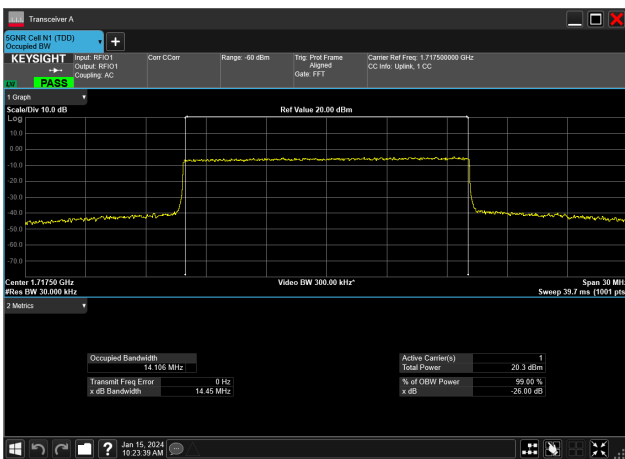 Transceiver A
5GNR Cell N1 (TDD)
Occupied BW
KEYSIGHT
PASS
Input: RFIO1
Output: RFIO1
Coupling: AC
Corr CCorr
Range: -60 dBm
Trig: Prot Frame
Aligned
Gate: FFT
Carrier Ref Freq: 1.717500000 GHz
CC Info: Uplink, 1 CC
1 Graph
Scale/Div 10.0 dB
Ref Value 20.00 dBm
Log
10.0
0.00
-10.0
-20.0
-30.0
-40.0
-50.0
-60.0
-70.0
Center 1.71750 GHz
Video BW 300.00 kHz*
Span 30 MHz
#Res BW 30.000 kHz
Sweep 39.7 ms (1001 pts
2 Metrics
Occupied Bandwidth
14.106 MHz
Active Carrier(s) 1
Total Power 20.3 dBm
Transmit Freq Error 0 Hz
x dB Bandwidth 14.45 MHz
% of OBW Power 99.00 %
x dB -26.00 dB
?
Jan 15, 2024
10:23:39 AM